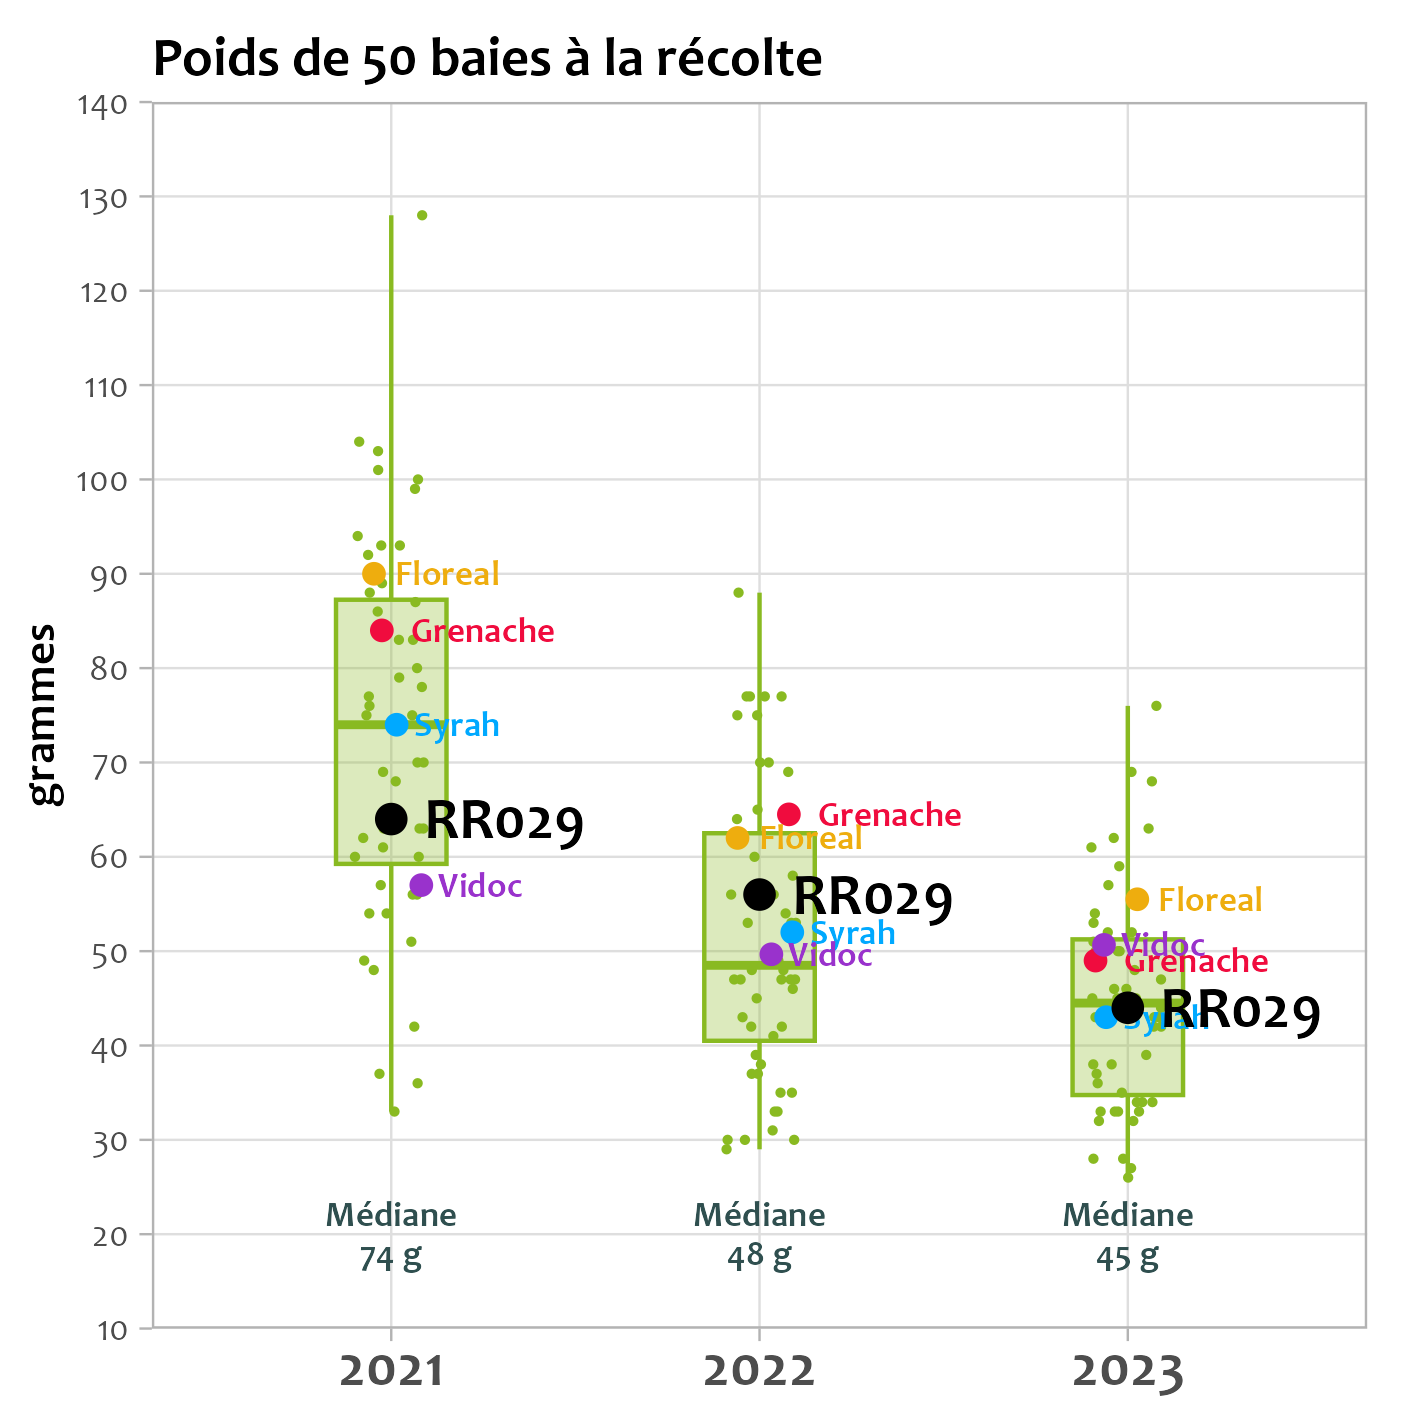 Poids de 50 baies à la récolte
grammes
140
130
120
110
100
90
80
70
60
50
40
30
20
10
Floreal
Grenache
Syrah
RR029
Vidoc
Grenache
Floreal
RR029
Syrah
Vidoc
Floreal
Vidoc
Grenache
RR029
Syrah
Médiane
74 g
Médiane
48 g
Médiane
45 g
2021
2022
2023